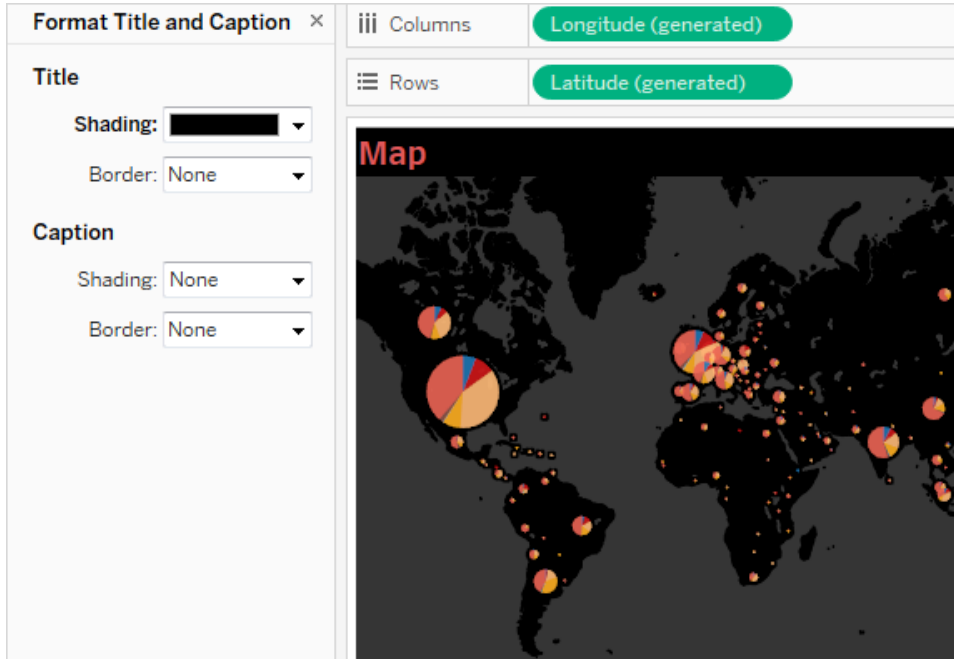 Format Title and Caption ×
Title
Shading:
Border: None
Caption
Shading: None
Border: None
Columns Longitude (generated)
Rows Latitude (generated)
Map